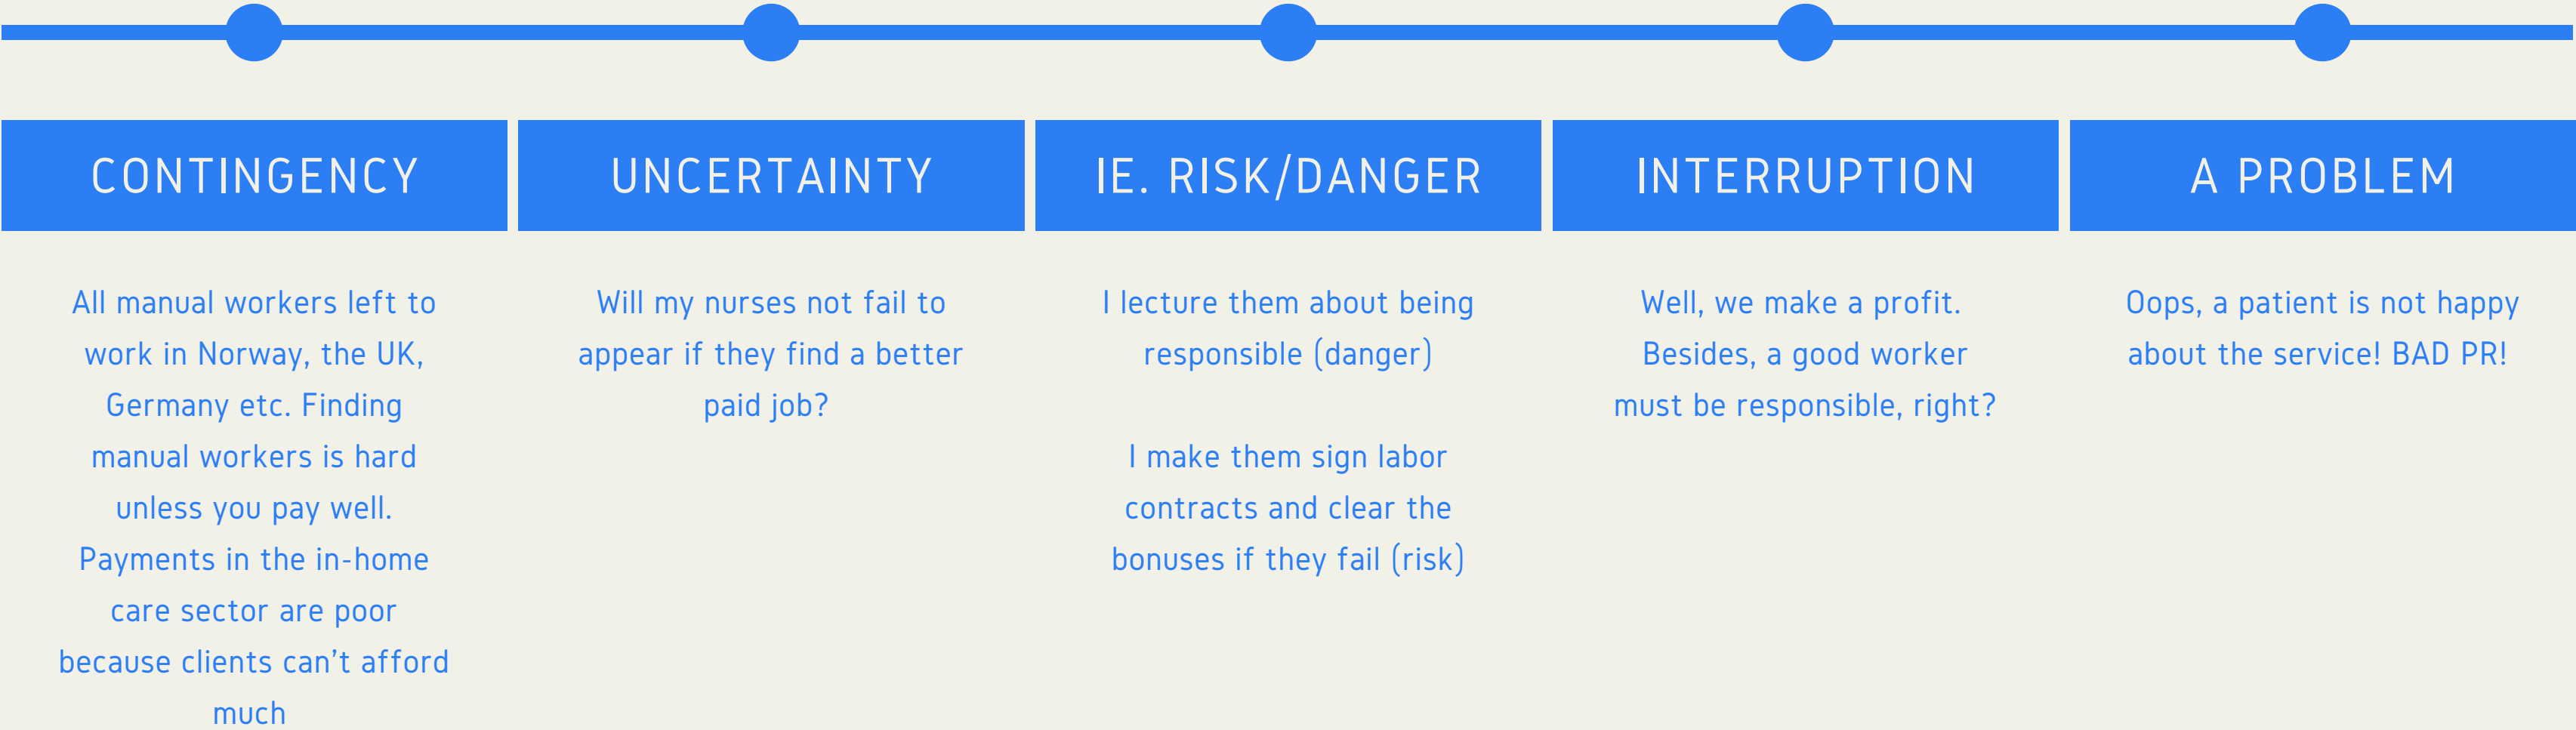 CONTINGENCY
All manual workers left to
work in Norway, the UK,
Germany etc. Finding
manual workers is hard
unless you pay well.
Payments in the in-home
care sector are poor
because clients can't afford
much
UNCERTAINTY
Will my nurses not fail to
appear if they find a better
paid job?
IE. RISK/DANGER
I lecture them about being
responsible (danger)
I make them sign labor
contracts and clear the
bonuses if they fail (risk)
INTERRUPTION
Well, we make a profit.
Besides, a good worker
must be responsible, right?
A PROBLEM
Oops, a patient is not happy
about the service! BAD PR!